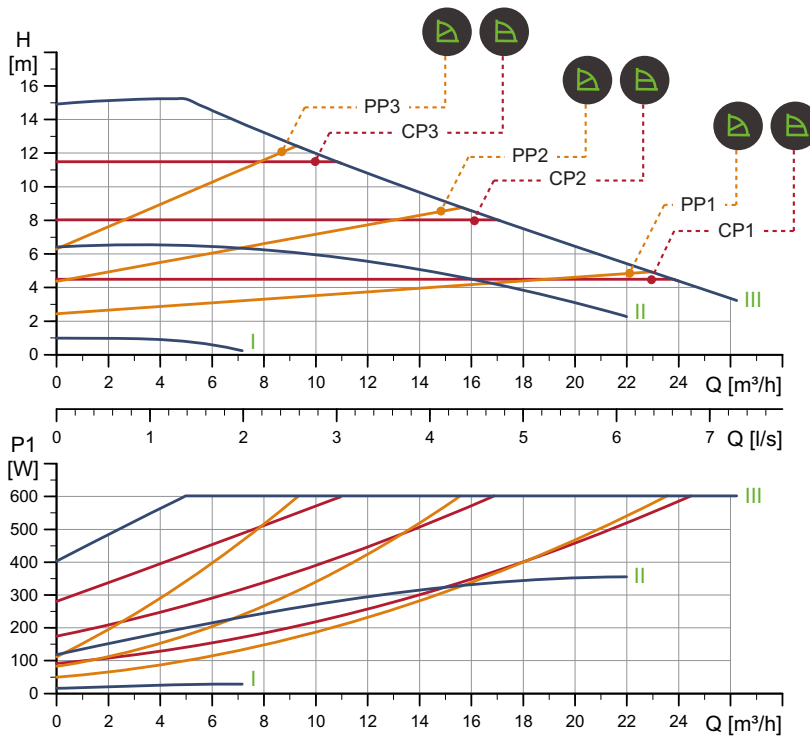 H
[m]
16
14
12
10
8
6
4
2
0
PP3
CP3
PP2
CP2
PP1
CP1
III
II
I
0 2 4 6 8 10 12 14 16 18 20 22 24
Q [m³/h]
0 1 2 3 4 5 6 7 Q [l/s]
P1
[W]
600
500
400
300
200
100
0
III
II
I
0 2 4 6 8 10 12 14 16 18 20 22 24
Q [m³/h]